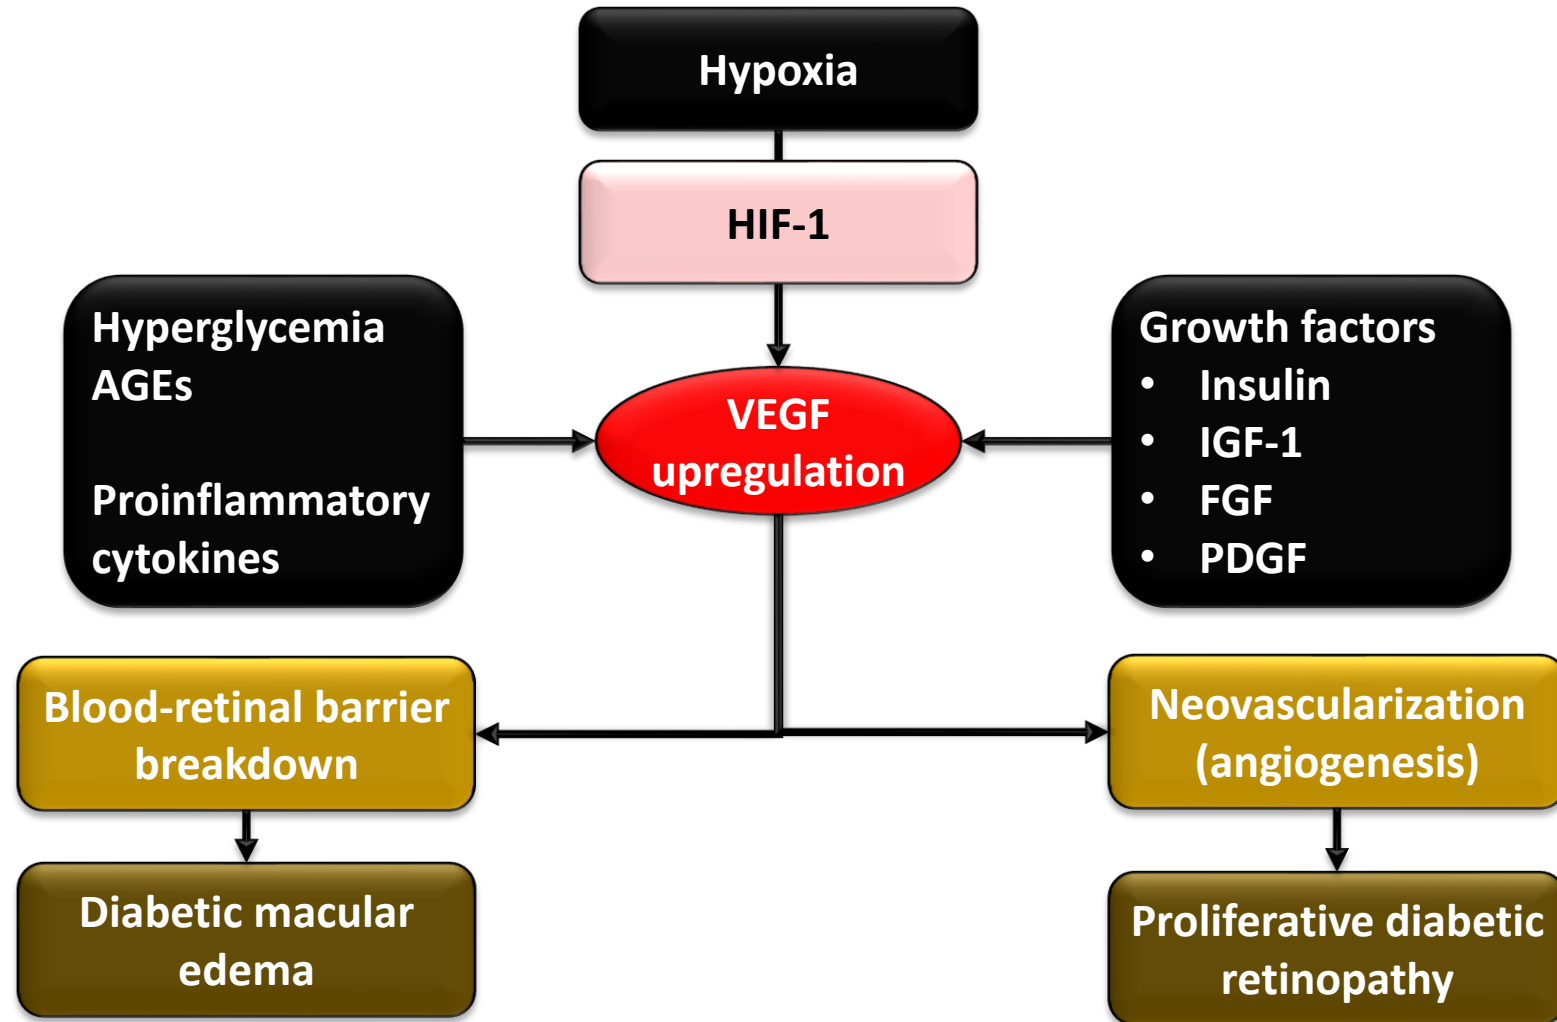 Hypoxia
HIF-1
Hyperglycemia
AGEs
Proinflammatory
cytokines
VEGF
upregulation
Growth factors
• Insulin
• IGF-1
• FGF
• PDGF
Blood-retinal barrier
breakdown
Neovascularization
(angiogenesis)
Diabetic macular
edema
Proliferative diabetic
retinopathy